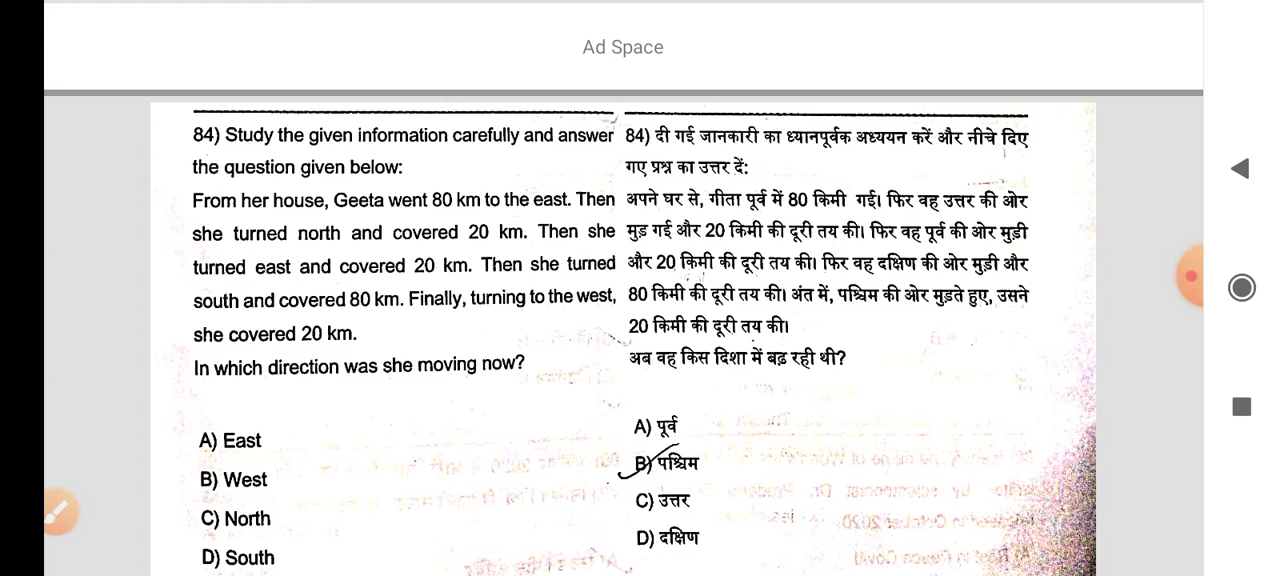 Ad Space
84) Study the given information carefully and answer
the question given below:
From her house, Geeta went 80 km to the east. Then
she turned north and covered 20 km. Then she
turned east and covered 20 km. Then she turned
south and covered 80 km. Finally, turning to the west,
she covered 20 km.
In which direction was she moving now?
A) East
B) West
C) North
D) South
84) दी गई जानकारी का ध्यानपूर्वक अध्ययन करें और नीचे दिए
गए प्रश्न का उत्तर दें:
अपने घर से, गीता पूर्व में 80 किमी गई। फिर वह उत्तर की ओर
मुड़ गई और 20 किमी की दूरी तय की। फिर वह पूर्व की ओर मुड़ी
और 20 किमी की दूरी तय की। फिर वह दक्षिण की ओर मुड़ी और
80 किमी की दूरी तय की। अंत में, पश्चिम की ओर मुड़ते हुए, उसने
20 किमी की दूरी तय की।
अब वह किस दिशा में बढ़ रही थी?
A) पूर्व
B) पश्चिम
C) उत्तर
D) दक्षिण